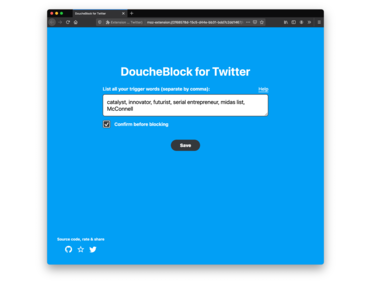 DoucheBlock for Twitter
DoucheBlock for Twitter
List all your trigger words (separate by comma):
Help
catalyst, innovator, futurist, serial entrepreneur, midas list,
McConnell
Confirm before blocking
Save
Source code, rate & share